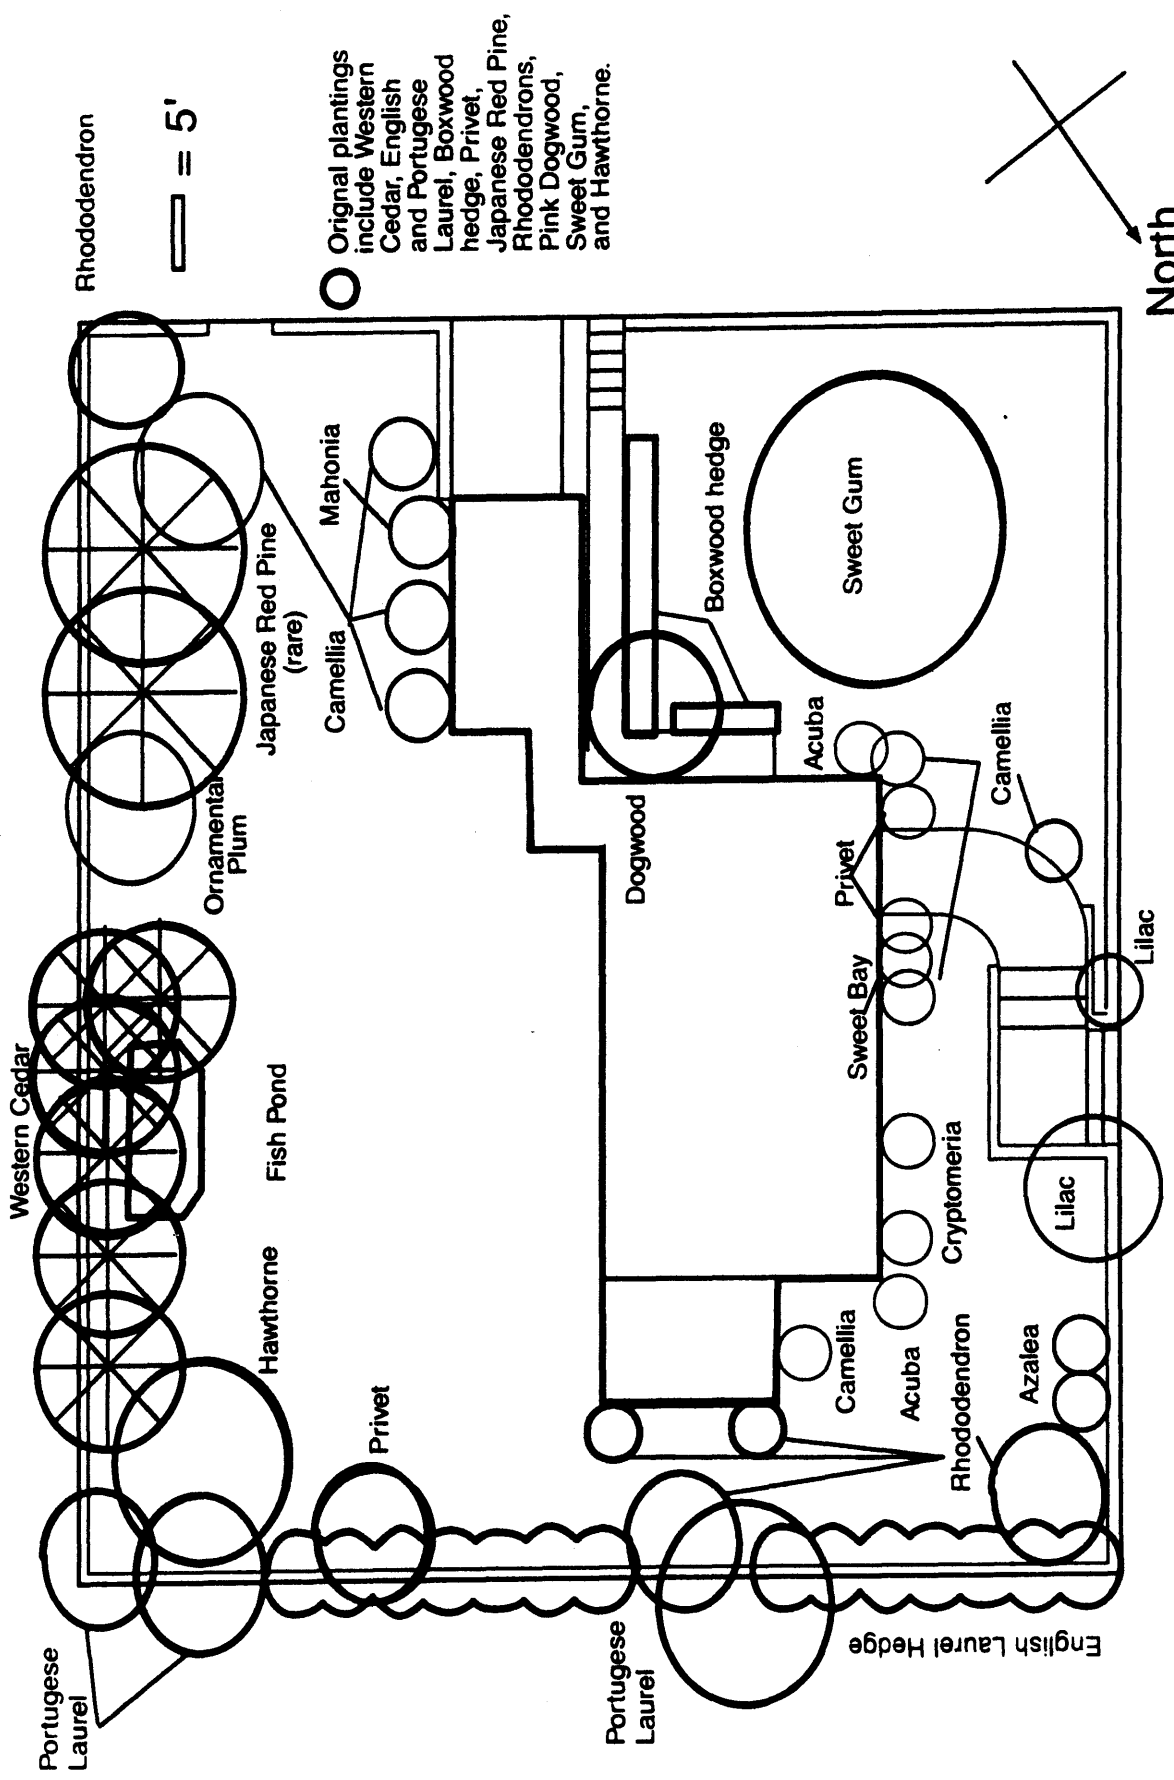 Western Cedar
Portugese
Laurel
Rhododendron
= 5'
Ornamental
Plum
Hawthorne
Fish Pond
Japanese Red Pine
(rare)
Camellia
Mahonia
Orignal plantings
include Western
Cedar, English
and Portugese
Laurel, Boxwood
hedge, Privet,
Japanese Red Pine,
Rhododendrons,
Pink Dogwood,
Sweet Gum,
and Hawthorne.
Privet
Portugese
Laurel
Dogwood
Boxwood hedge
Acuba
Privet
Sweet Bay
Sweet Gum
Camellia
Acuba
Cryptomeria
Rhododendron
Camellia
Azalea
Lilac
Lilac
English Laurel Hedge
North